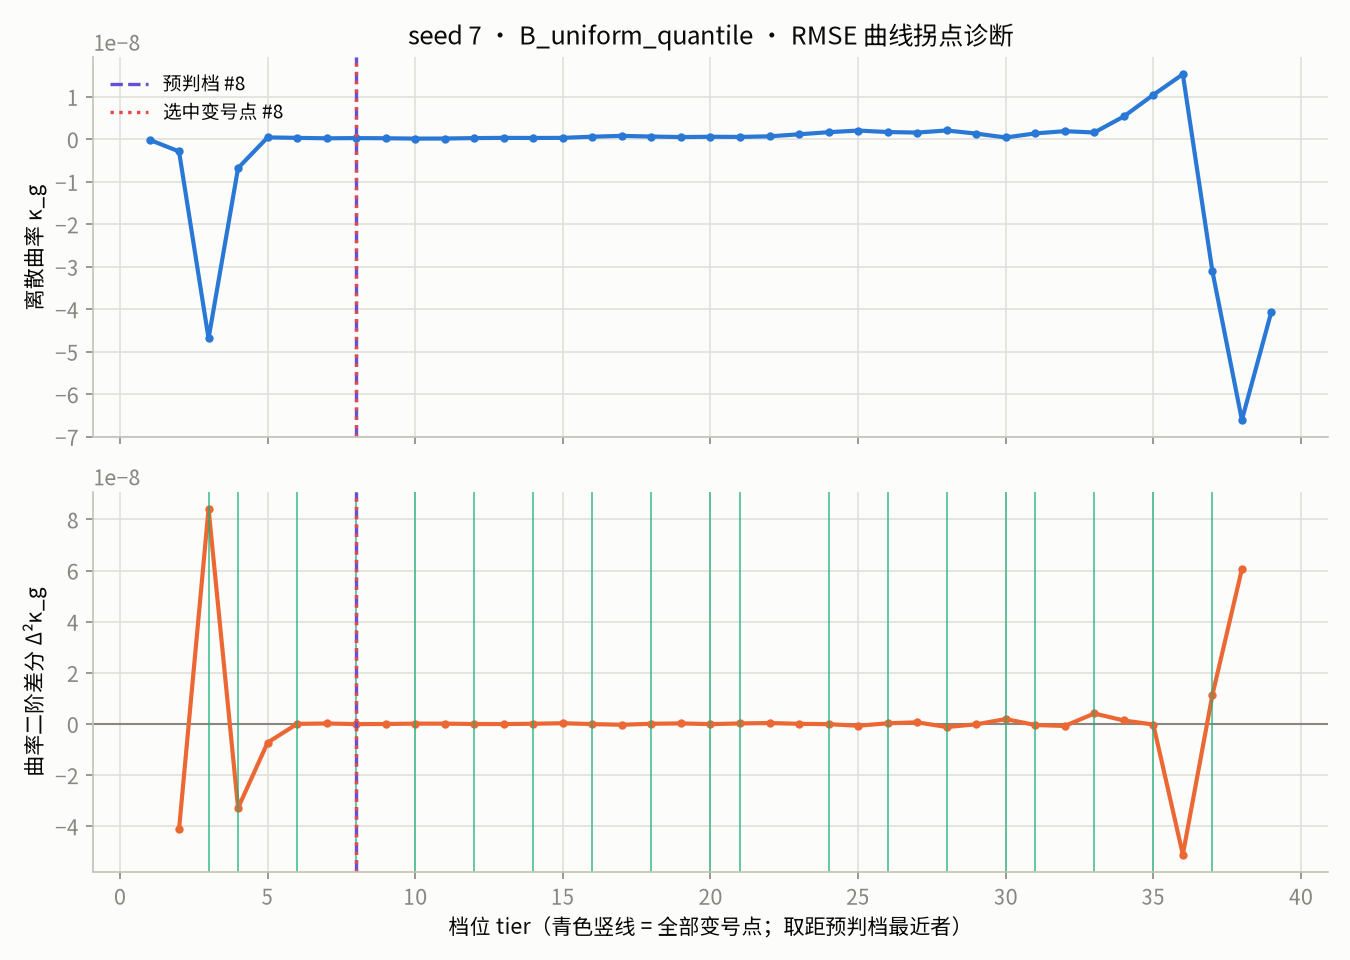 seed 7 · B_uniform_quantile · RMSE 曲线拐点诊断
1e−8
预判档 #8
选中变号点 #8
1
0
−1
−2
−3
−4
−5
−6
−7
离散曲率 κ_g
1e−8
8
6
4
2
0
−2
−4
曲率二阶差分 Δ²κ_g
0 5 10 15 20 25 30 35 40
档位 tier（青色竖线 = 全部变号点；取距预判档最近者）